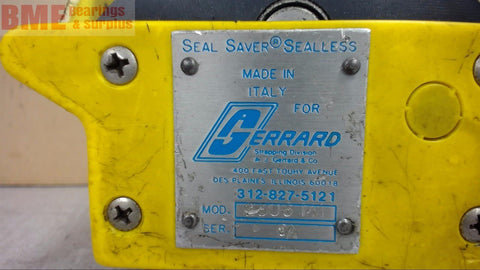 BME Bearings & surplus
SEAL SAVER® SEALLESS
MADE IN
ITALY
FOR
GERRARD
Strapping Division
A. J. Gerrard & Co.
400 EAST TOUHY AVENUE
DES PLAINES, ILLINOIS 60018
312-827-5121
MOD.
SER.